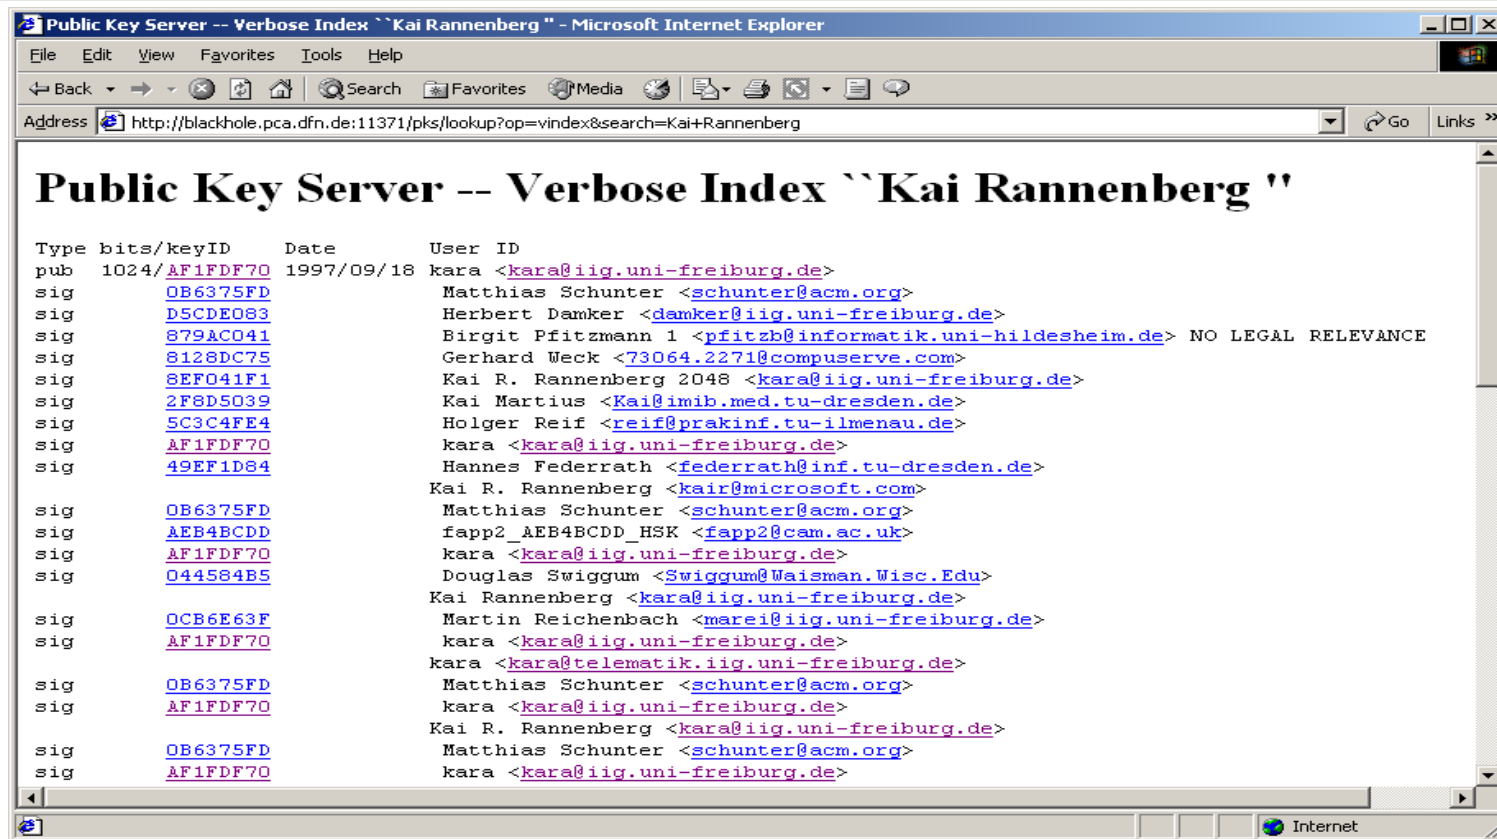 Public Key Server -- Verbose Index ``Kai Rannenberg '' - Microsoft Internet Explorer
File Edit View Favorites Tools Help
Back Search Favorites Media
Address http://blackhole.pca.dfn.de:11371/pks/lookup?op=vindex&search=Kai+Rannenberg Go Links »
Public Key Server -- Verbose Index ``Kai Rannenberg ''
Type bits/keyID Date User ID
pub 1024/AF1FDF70 1997/09/18 kara <kara@iig.uni-freiburg.de>
sig 0B6375FD Matthias Schunter <schunter@acm.org>
sig D5CDE083 Herbert Damker <damker@iig.uni-freiburg.de>
sig 879AC041 Birgit Pfitzmann 1 <pfitzb@informatik.uni-hildesheim.de> NO LEGAL RELEVANCE
sig 8128DC75 Gerhard Weck <73064.2271@compuserve.com>
sig 8EF041F1 Kai R. Rannenberg 2048 <kara@iig.uni-freiburg.de>
sig 2F8D5039 Kai Martius <Kai@imib.med.tu-dresden.de>
sig 5C3C4FE4 Holger Reif <reif@prakinf.tu-ilmenau.de>
sig AF1FDF70 kara <kara@iig.uni-freiburg.de>
sig 49EF1D84 Hannes Federrath <federrath@inf.tu-dresden.de>
Kai R. Rannenberg <kair@microsoft.com>
sig 0B6375FD Matthias Schunter <schunter@acm.org>
sig AEB4BCDD fapp2_AEB4BCDD_HSK <fapp2@cam.ac.uk>
sig AF1FDF70 kara <kara@iig.uni-freiburg.de>
sig 044584B5 Douglas Swiggum <Swiggum@Waisman.Wisc.Edu>
Kai Rannenberg <kara@iig.uni-freiburg.de>
sig 0CB6E63F Martin Reichenbach <marei@iig.uni-freiburg.de>
sig AF1FDF70 kara <kara@iig.uni-freiburg.de>
kara <kara@telematik.iig.uni-freiburg.de>
sig 0B6375FD Matthias Schunter <schunter@acm.org>
sig AF1FDF70 kara <kara@iig.uni-freiburg.de>
Kai R. Rannenberg <kara@iig.uni-freiburg.de>
sig 0B6375FD Matthias Schunter <schunter@acm.org>
sig AF1FDF70 kara <kara@iig.uni-freiburg.de>
Internet